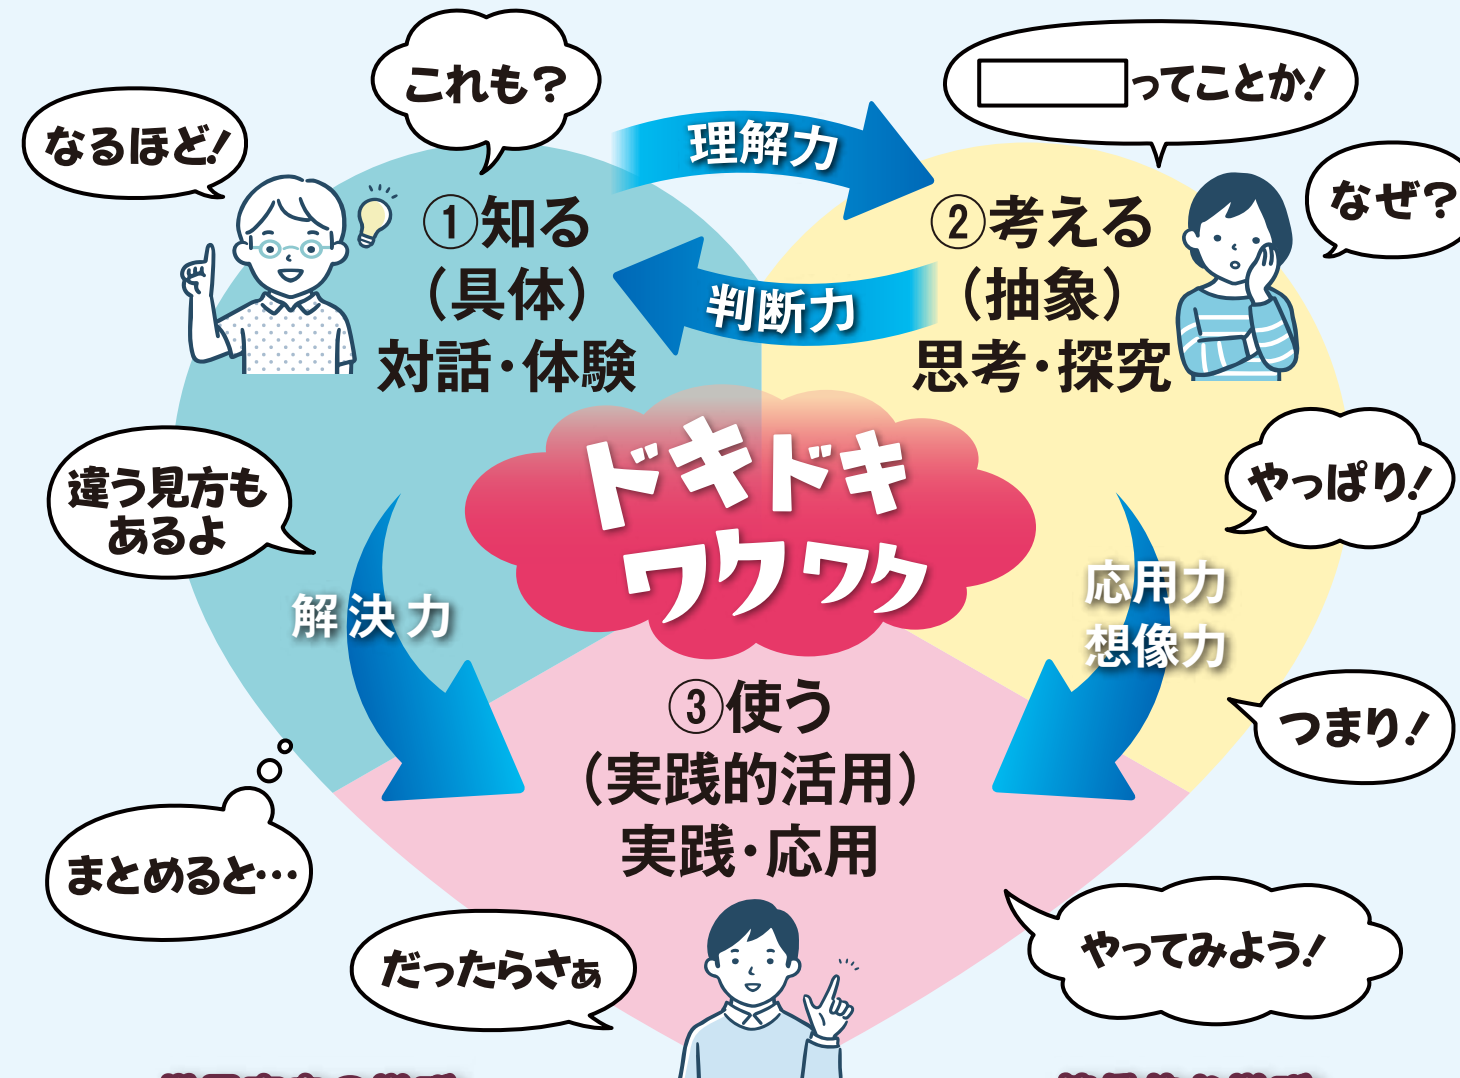 これも？
なるほど！
ってことか！
なぜ？
理解力
①知る
（具体）
対話・体験
②考える
（抽象）
思考・探究
判断力
ドキドキ
ワクワク
違う見方も
あるよ
やっぱり！
解決力
応用力
想像力
③使う
（実践的活用）
実践・応用
つまり！
まとめると…
だったらさぁ
やってみよう！